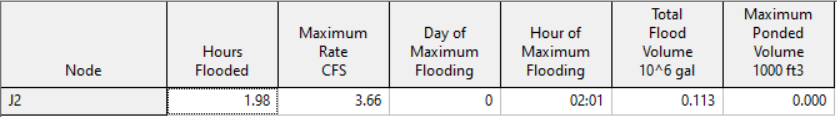 Node Hours Flooded Maximum Rate CFS Day of Maximum Flooding Hour of Maximum Flooding Total Flood Volume 10^6 gal Maximum Ponded Volume 1000 ft3
J2 1.98 3.66 0 02:01 0.113 0.000